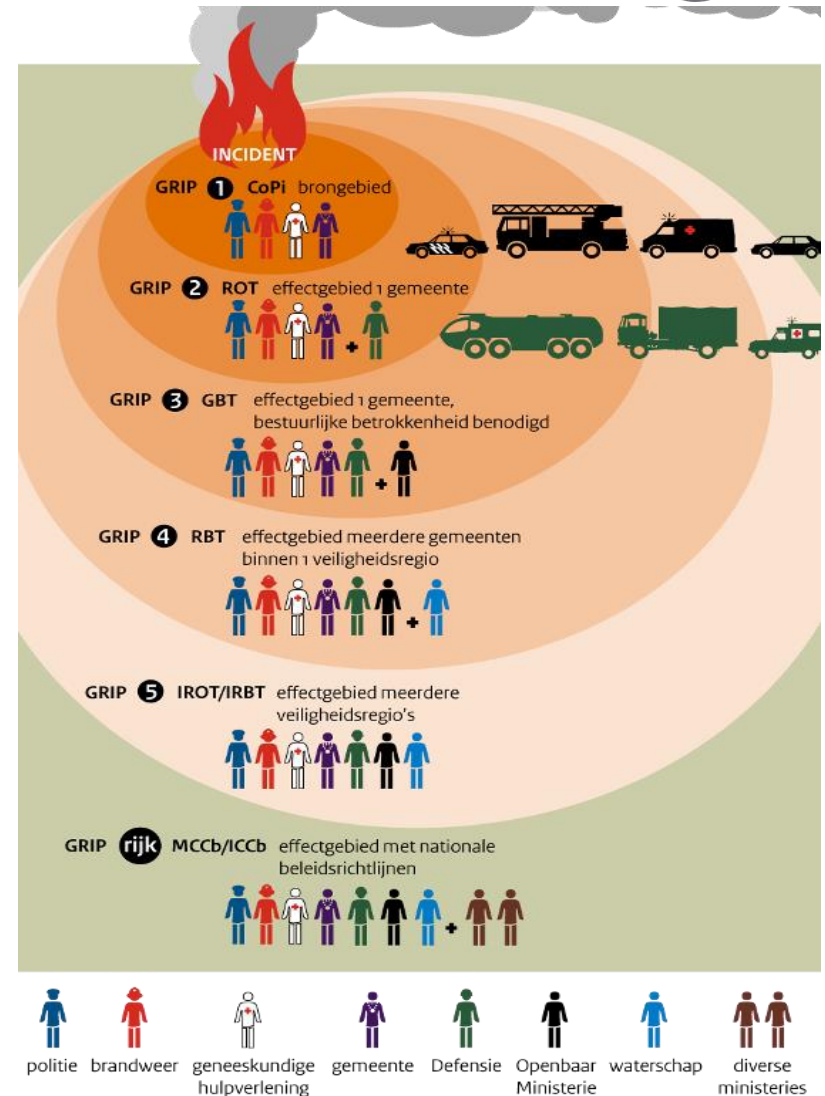 INCIDENT
GRIP 1 CoPi brongebied
GRIP 2 ROT effectgebied 1 gemeente
GRIP 3 GBT effectgebied 1 gemeente,
bestuurlijke betrokkenheid benodigd
GRIP 4 RBT effectgebied meerdere gemeenten
binnen 1 veiligheidsregio
GRIP 5 IROT/IRBT effectgebied meerdere
veiligheidsregio's
GRIP rijk MCCb/ICCb effectgebied met nationale
beleidsrichtlijnen
politie brandweer geneeskundige gemeente Defensie Openbaar waterschap diverse
hulpverlening Ministerie ministeries